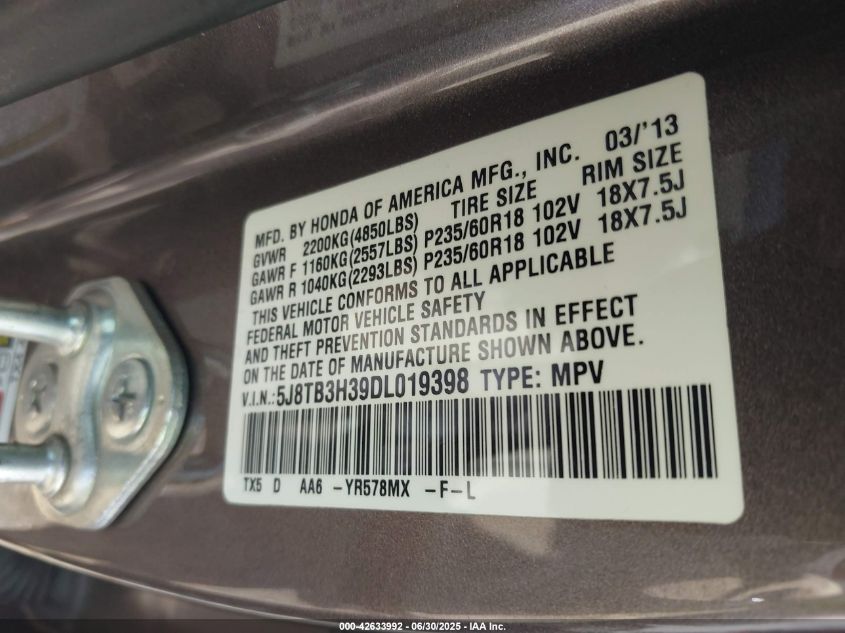 MFD. BY HONDA OF AMERICA MFG., INC. 03/'13
GVWR 2200KG(4850LBS) TIRE SIZE RIM SIZE
GAWR F 1160KG(2557LBS) P235/60R18 102V 18X7.5J
GAWR R 1040KG(2293LBS) P235/60R18 102V 18X7.5J
THIS VEHICLE CONFORMS TO ALL APPLICABLE
FEDERAL MOTOR VEHICLE SAFETY
AND THEFT PREVENTION STANDARDS IN EFFECT
ON THE DATE OF MANUFACTURE SHOWN ABOVE.
V.I.N.:5J8TB3H39DL019398 TYPE: MPV
TX5 D AA6 -YR578MX -F-L
000-42633992 - 06/30/2025 - IAA Inc.